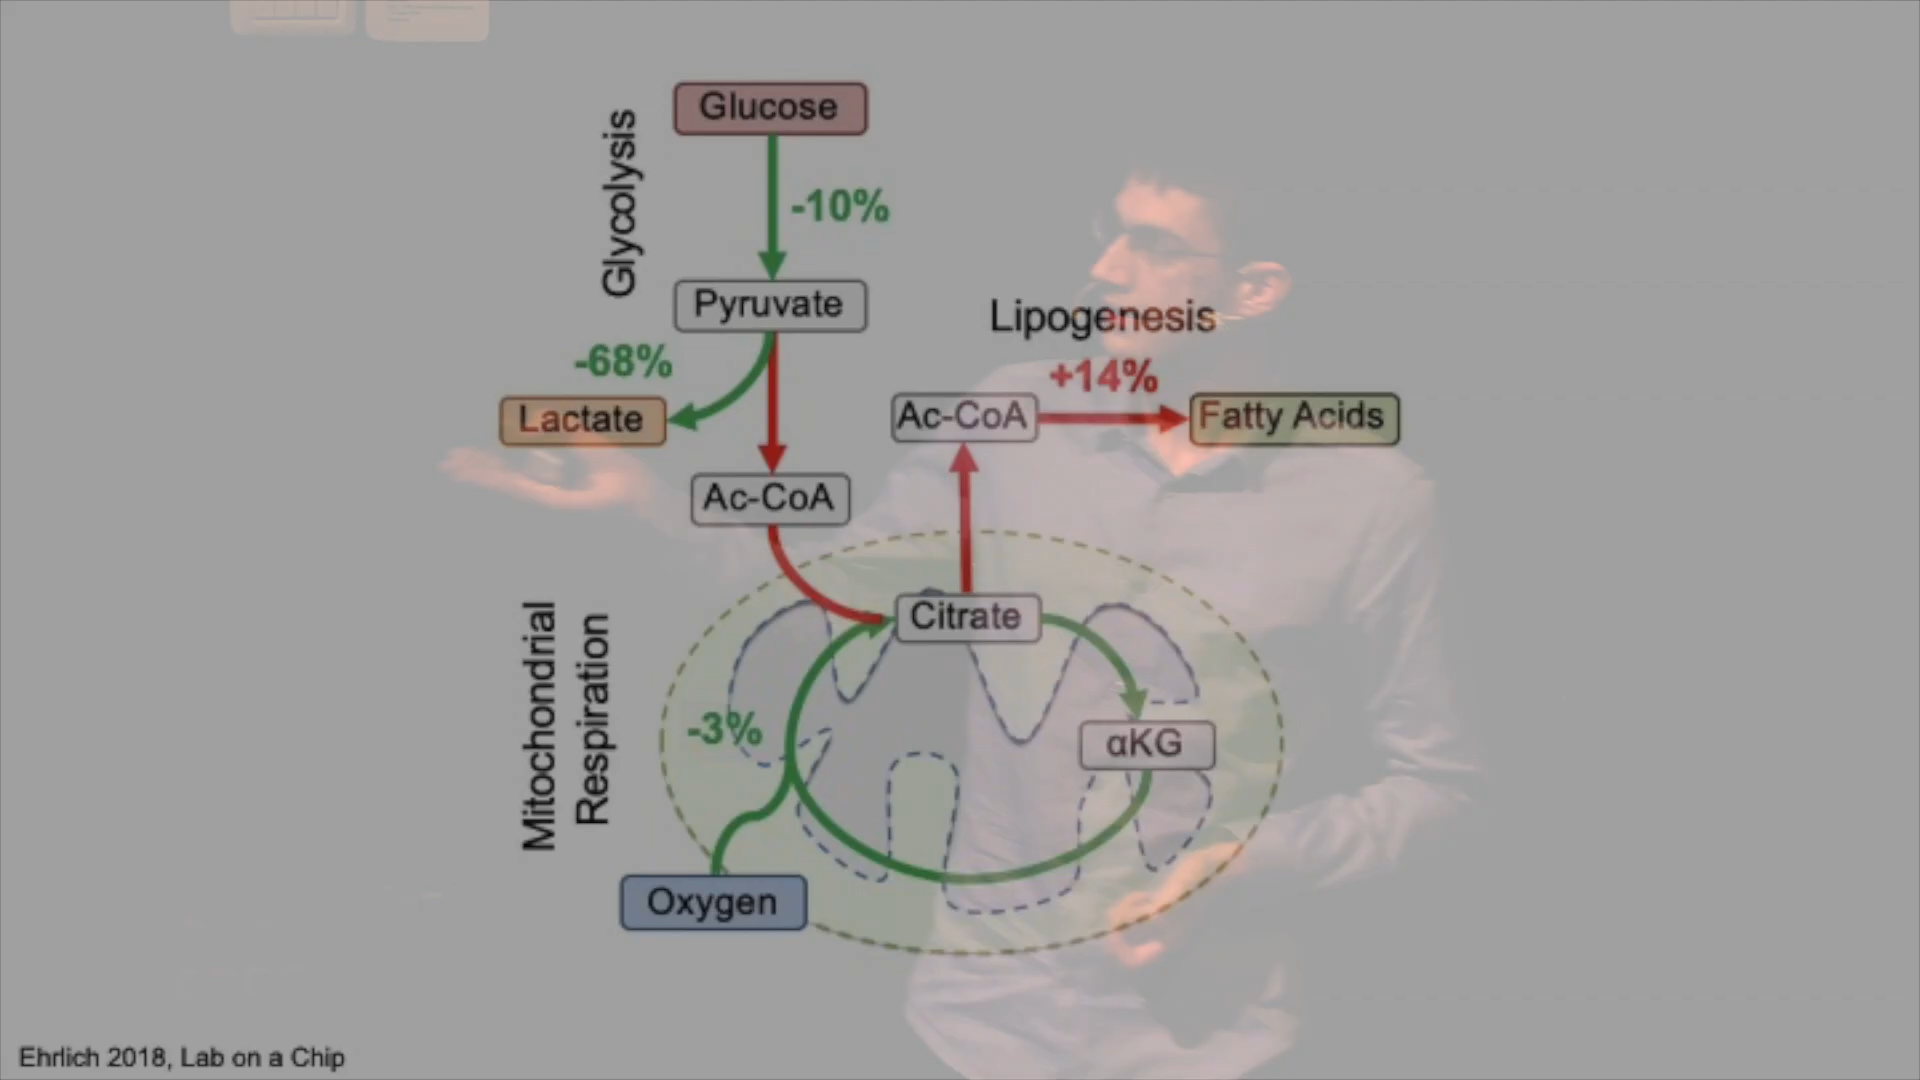 Glucose
Glycolysis
-10%
Pyruvate
Lipogenesis
-68%
+14%
Lactate
Ac-CoA
Fatty Acids
Ac-CoA
Citrate
Mitochondrial
Respiration
-3%
αKG
Oxygen
Ehrlich 2018, Lab on a Chip